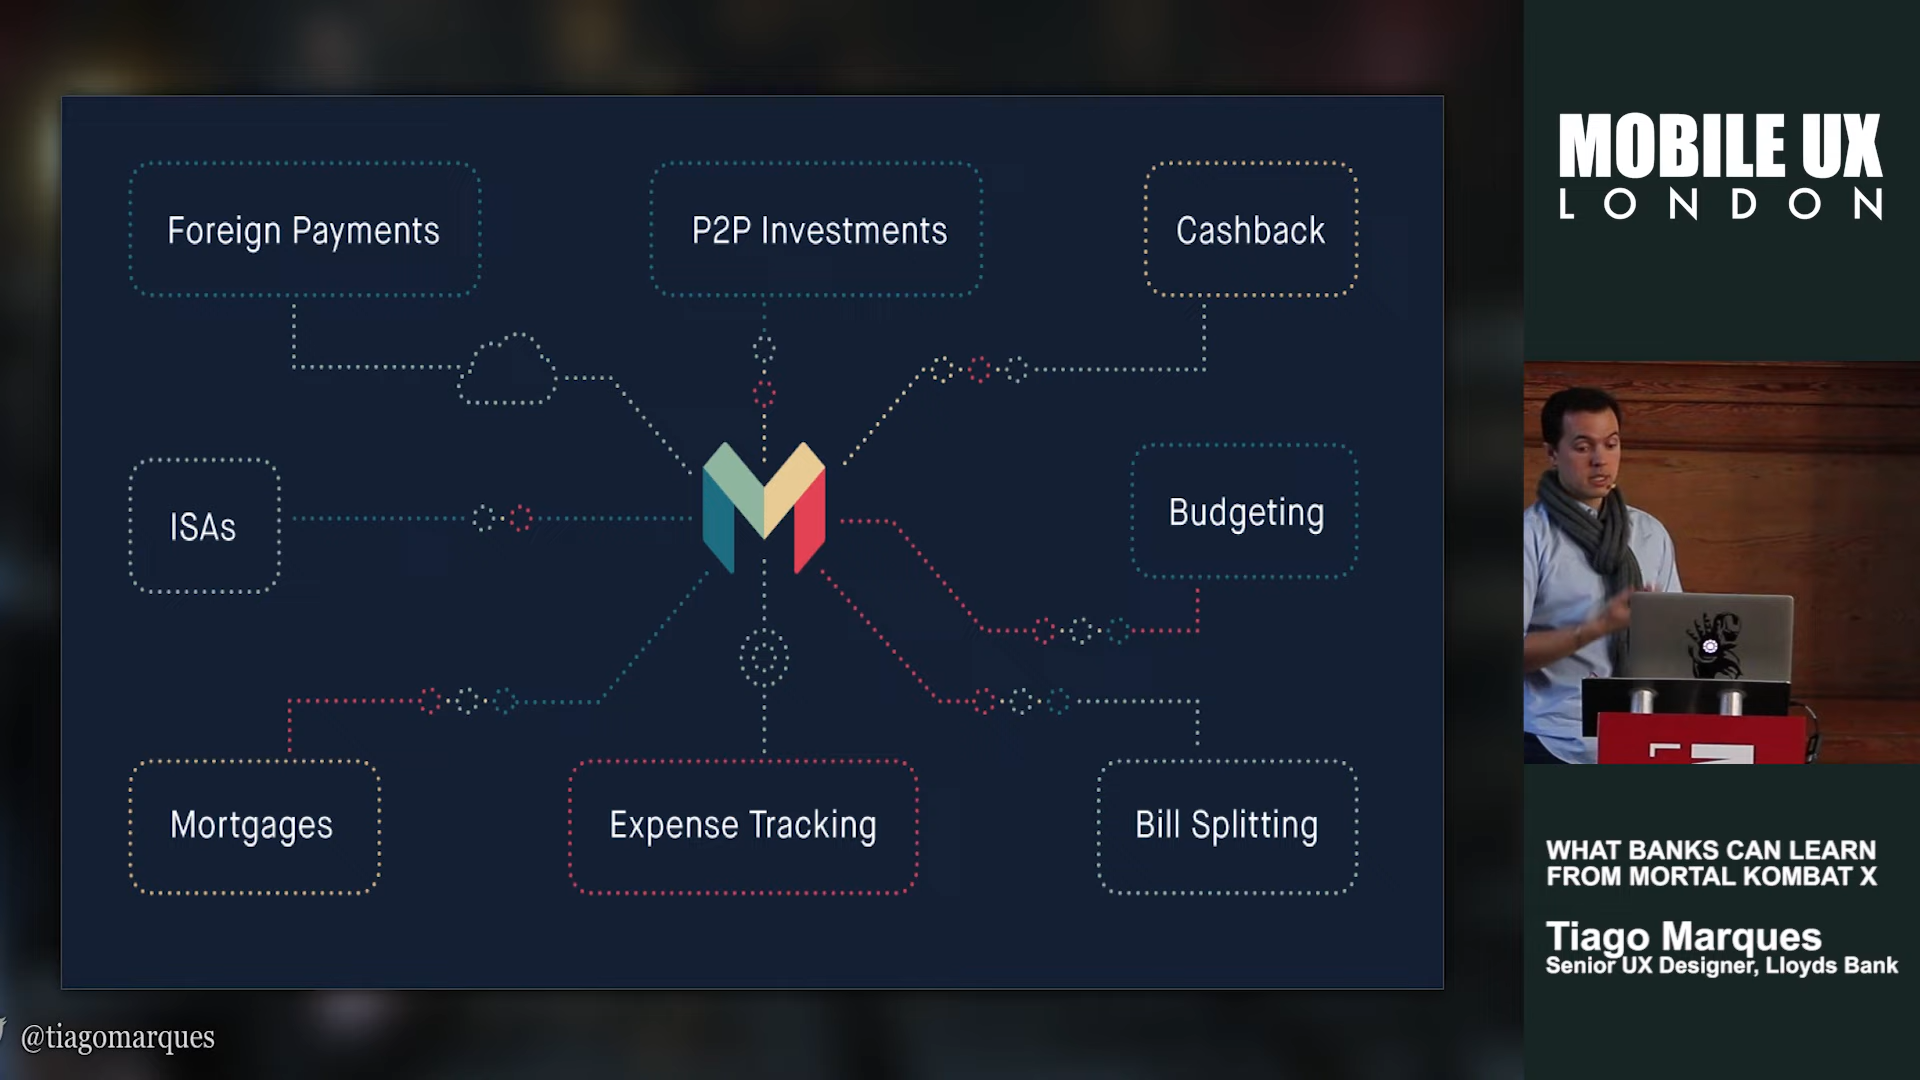 Foreign Payments
P2P Investments
Cashback
ISAs
Budgeting
Mortgages
Expense Tracking
Bill Splitting
@tiagomarques
MOBILE UX
LONDON
WHAT BANKS CAN LEARN
FROM MORTAL KOMBAT X
Tiago Marques
Senior UX Designer, Lloyds Bank